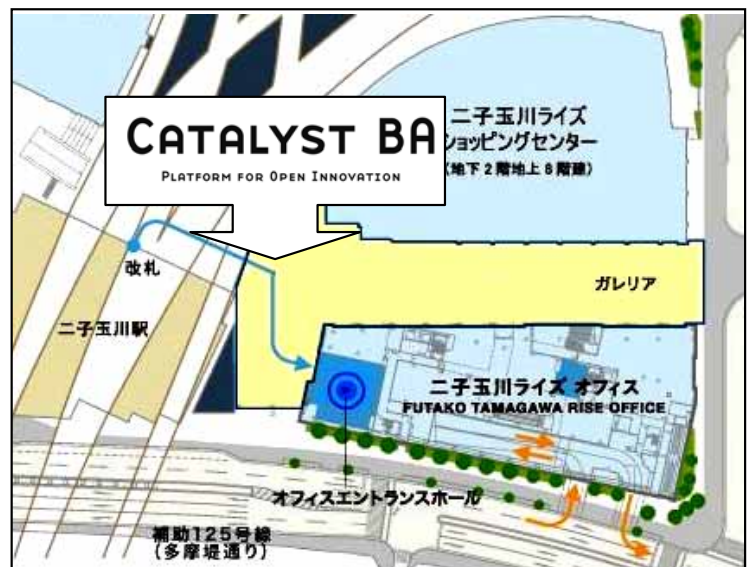 CATALYST BA
PLATFORM FOR OPEN INNOVATION
二子玉川ライズ
ショッピングセンター
(地下2階地上8階建)
改札
ガレリア
二子玉川駅
二子玉川ライズ オフィス
FUTAKO TAMAGAWA RISE OFFICE
オフィスエントランスホール
補助125号線
(多摩堤通り)